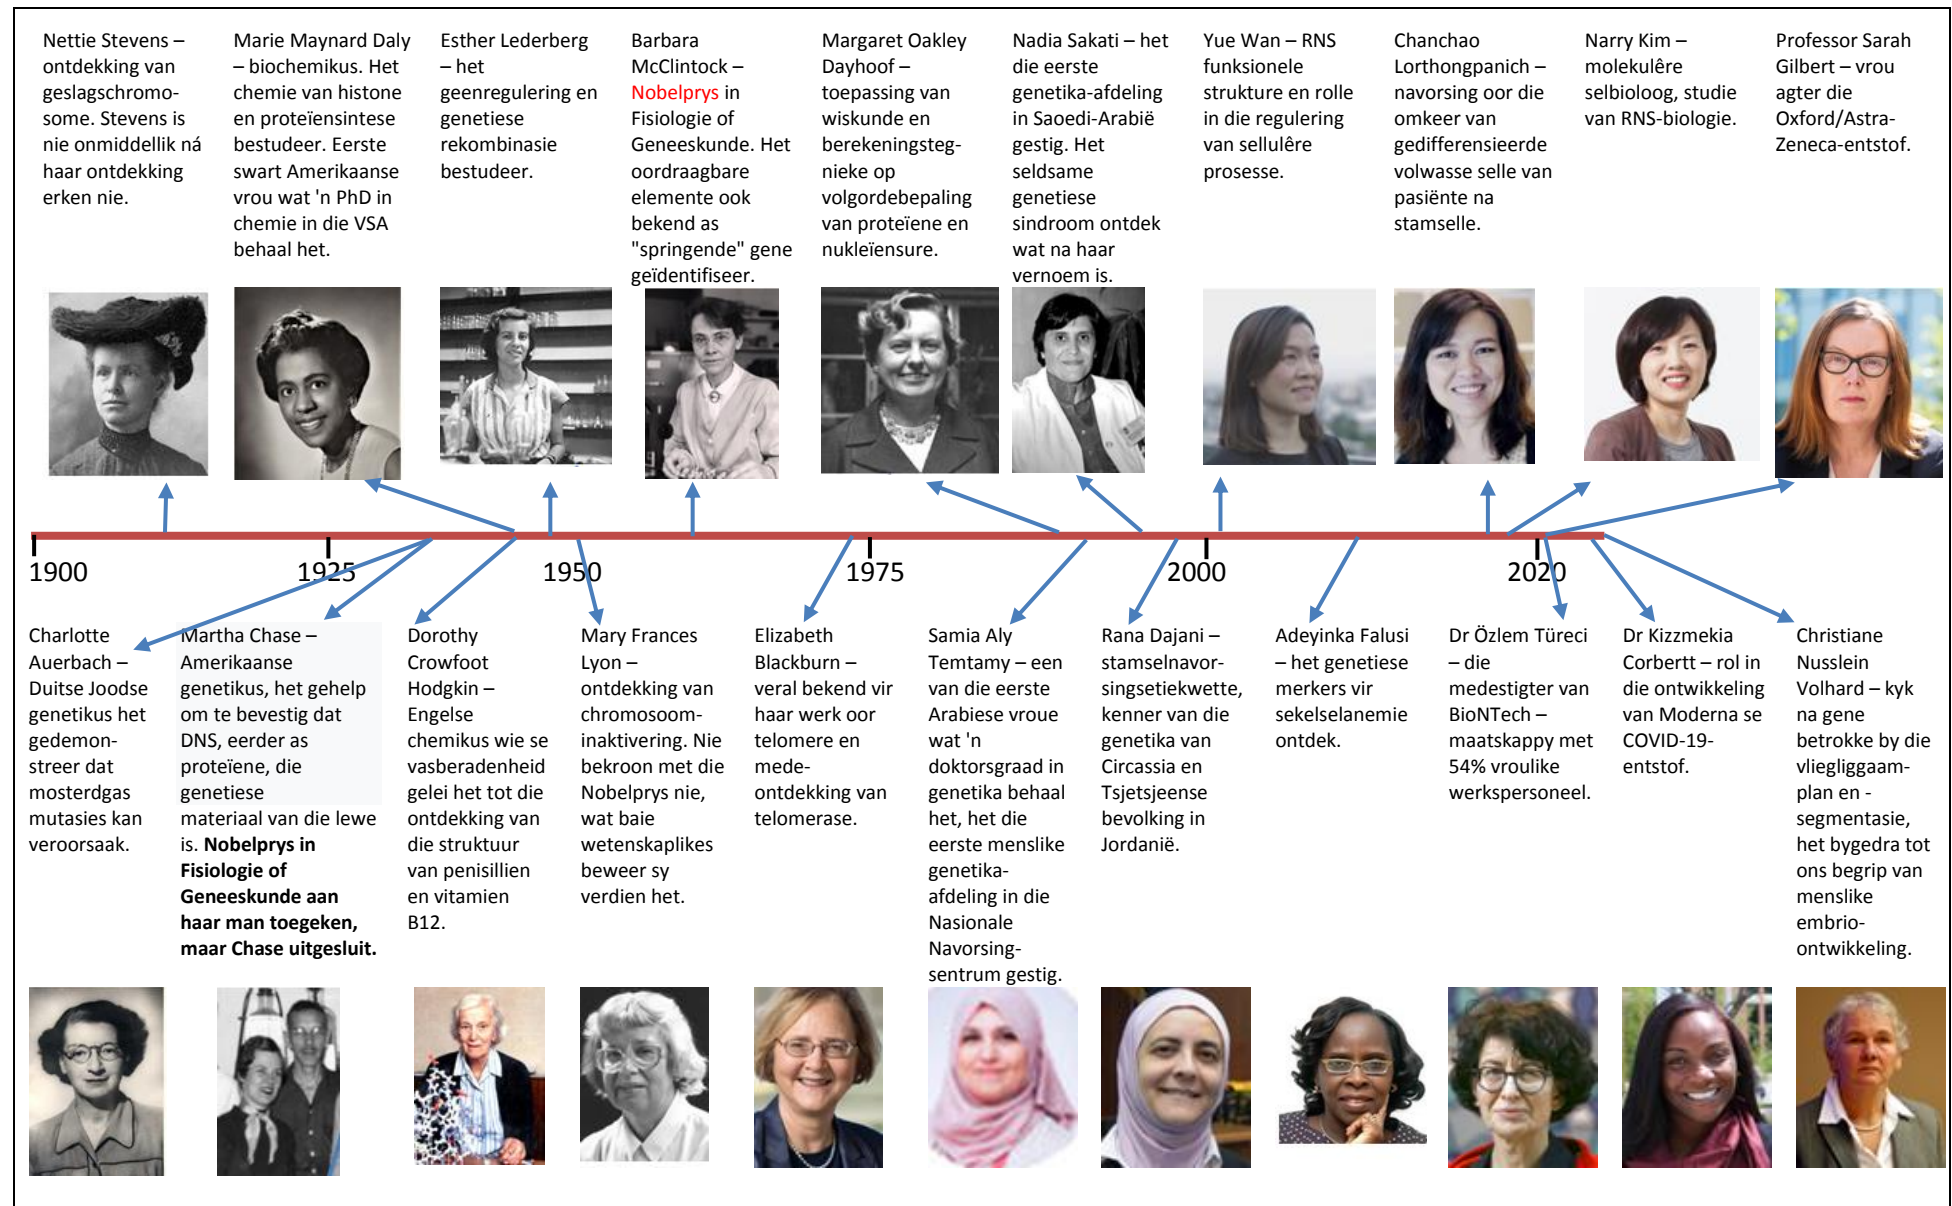 Nettie Stevens –
ontdekking van
geslagschromo-
some. Stevens is
nie onmiddellik ná
haar ontdekking
erken nie.
Marie Maynard Daly
– biochemikus. Het
chemie van histone
en proteïensintese
bestudeer. Eerste
swart Amerikaanse
vrou wat 'n PhD in
chemie in die VSA
behaal het.
Esther Lederberg
– het
geenregulering en
genetiese
rekombinasie
bestudeer.
Barbara
McClintock –
Nobelprys in
Fisiologie of
Geneeskunde. Het
oordraagbare
elemente ook
bekend as
"springende" gene
geïdentifiseer.
Margaret Oakley
Dayhoof –
toepassing van
wiskunde en
berekeningsteg-
nieke op
volgordebepaling
van proteïene en
nukleïensure.
Nadia Sakati – het
die eerste
genetika-afdeling
in Saoedi-Arabië
gestig. Het
seldsame
genetiese
sindroom ontdek
wat na haar
vernoem is.
Yue Wan – RNS
funksionele
strukture en rolle
in die regulering
van sellulêre
prosesse.
Chanchao
Lorthongpanich –
navorsing oor die
omkeer van
gedifferensieerde
volwasse selle van
pasiënte na
stamselle.
Narry Kim –
molekulêre
selbioloog, studie
van RNS-biologie.
Professor Sarah
Gilbert – vrou
agter die
Oxford/Astra-
Zeneca-entstof.
1900
1925
1950
1975
2000
2020
Charlotte
Auerbach –
Duitse Joodse
genetikus het
gedemon-
streer dat
mosterdgas
mutasies kan
veroorsaak.
Martha Chase –
Amerikaanse
genetikus, het gehelp
om te bevestig dat
DNS, eerder as
proteïene, die
genetiese
materiaal van die lewe
is. Nobelprys in
Fisiologie of
Geneeskunde aan
haar man toegeken,
maar Chase uitgesluit.
Dorothy
Crowfoot
Hodgkin –
Engelse
chemikus wie se
vasberadenheid
gelei het tot die
ontdekking van
die struktuur
van penisillien
en vitamien
B12.
Mary Frances
Lyon –
ontdekking van
chromosoom-
inaktivering. Nie
bekroon met die
Nobelprys nie,
wat baie
wetenskaplikes
beweer sy
verdien het.
Elizabeth
Blackburn –
veral bekend vir
haar werk oor
telomere en
mede-
ontdekking van
telomerase.
Samia Aly
Temtamy – een
van die eerste
Arabiese vroue
wat 'n
doktorsgraad in
genetika behaal
het, het die
eerste menslike
genetika-
afdeling in die
Nasionale
Navorsing-
sentrum gestig.
Rana Dajani –
stamselnavor-
singsetiekwette,
kenner van die
genetika van
Circassia en
Tsjetsjeense
bevolking in
Jordanië.
Adeyinka Falusi
– het genetiese
merkers vir
sekelselanemie
ontdek.
Dr Özlem Türeci
– die
medestigter van
BioNTech –
maatskappy met
54% vroulike
werkspersoneel.
Dr Kizzmekia
Corbertt – rol in
die ontwikkeling
van Moderna se
COVID-19-
entstof.
Christiane
Nusslein
Volhard – kyk
na gene
betrokke by die
vliegliggaam-
plan en -
segmentasie,
het bygedra tot
ons begrip van
menslike
embrio-
ontwikkeling.